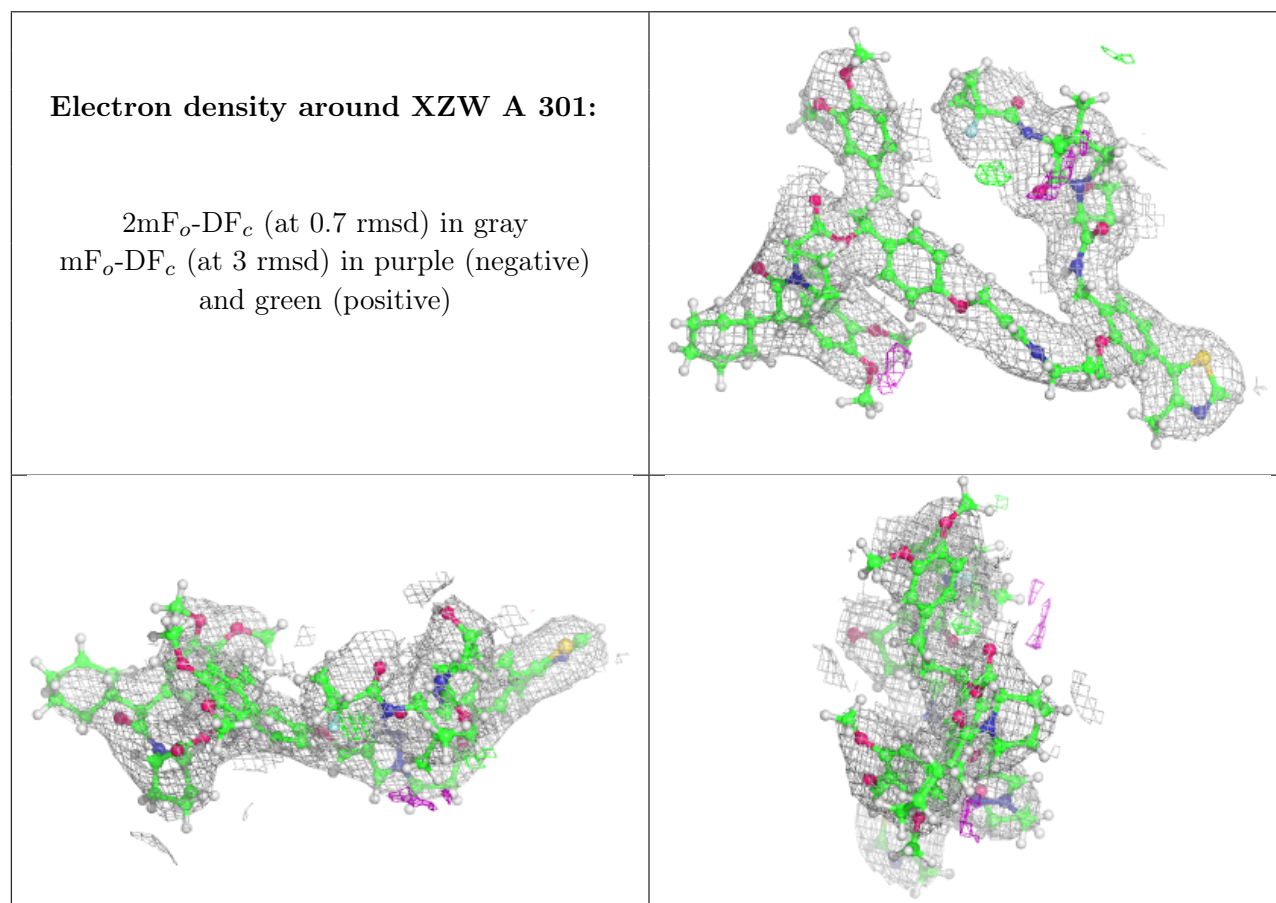 Electron density around XZW A 301:
2mFo-DFc (at 0.7 rmsd) in gray
mFo-DFc (at 3 rmsd) in purple (negative)
and green (positive)